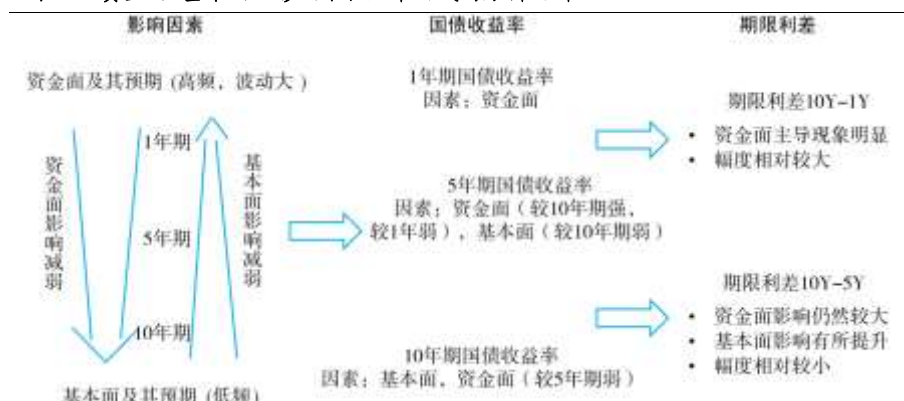 影响因素
国债收益率
期限利差
资金面及其预期（高频，波动大）
1年期
5年期
10年期
资金面影响减弱
基本面影响减弱
基本面及其预期（低频）
1年期国债收益率
因素：资金面
5年期国债收益率
因素：资金面（较10年期强，
较1年弱），基本面（较10年期弱）
10年期国债收益率
因素：基本面，资金面（较5年期弱）
期限利差10Y-1Y
• 资金面主导现象明显
• 幅度相对较大
期限利差10Y-5Y
• 资金面影响仍然较大
• 基本面影响有所提升
• 幅度相对较小